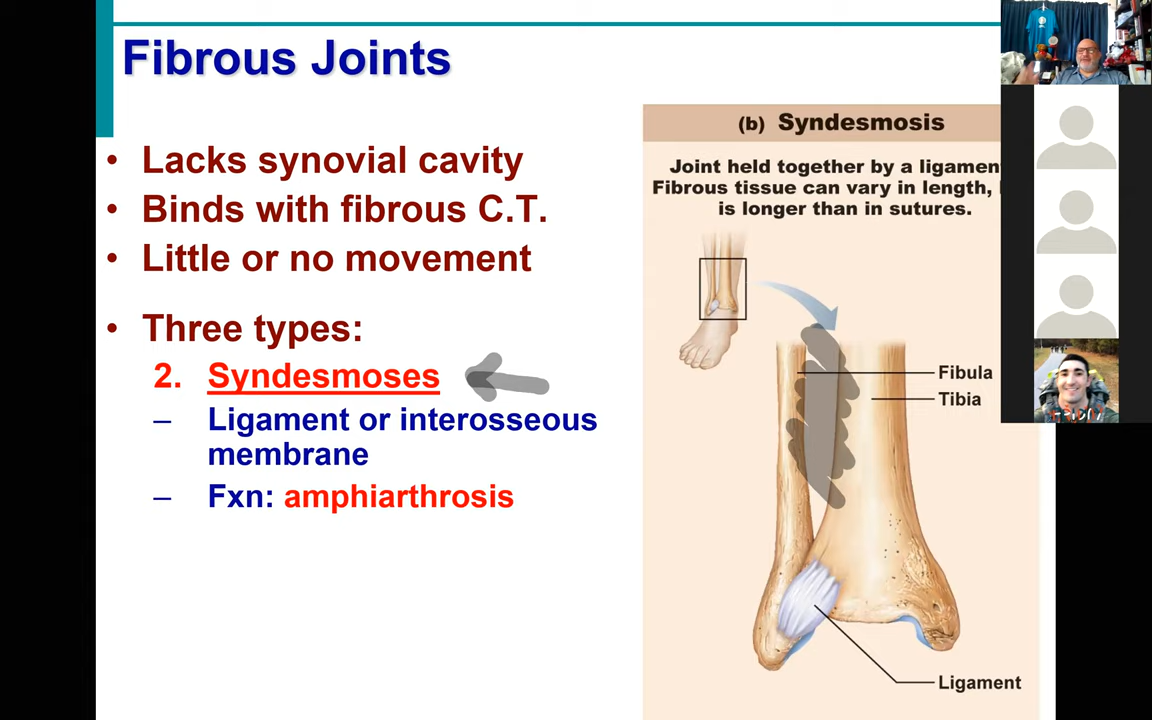 Fibrous Joints
• Lacks synovial cavity
• Binds with fibrous C.T.
• Little or no movement
• Three types:
2. Syndesmoses
– Ligament or interosseous
membrane
– Fxn: amphiarthrosis
(b) Syndesmosis
Joint held together by a ligamen
Fibrous tissue can vary in length,
is longer than in sutures.
Fibula
Tibia
Ligament